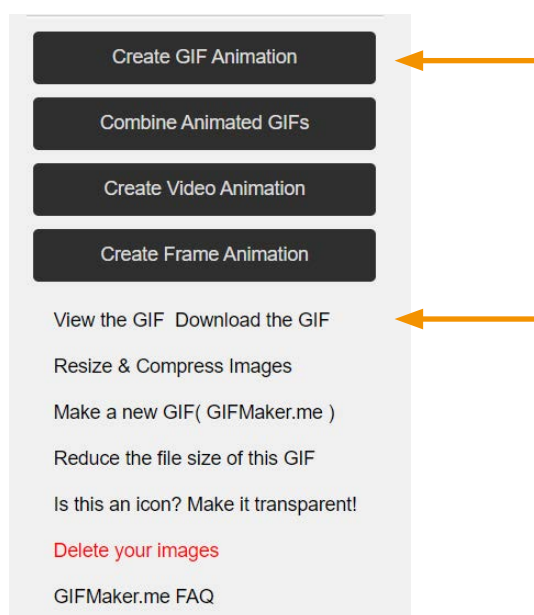 Create GIF Animation
Combine Animated GIFs
Create Video Animation
Create Frame Animation
View the GIF Download the GIF
Resize & Compress Images
Make a new GIF( GIFMaker.me )
Reduce the file size of this GIF
Is this an icon? Make it transparent!
Delete your images
GIFMaker.me FAQ